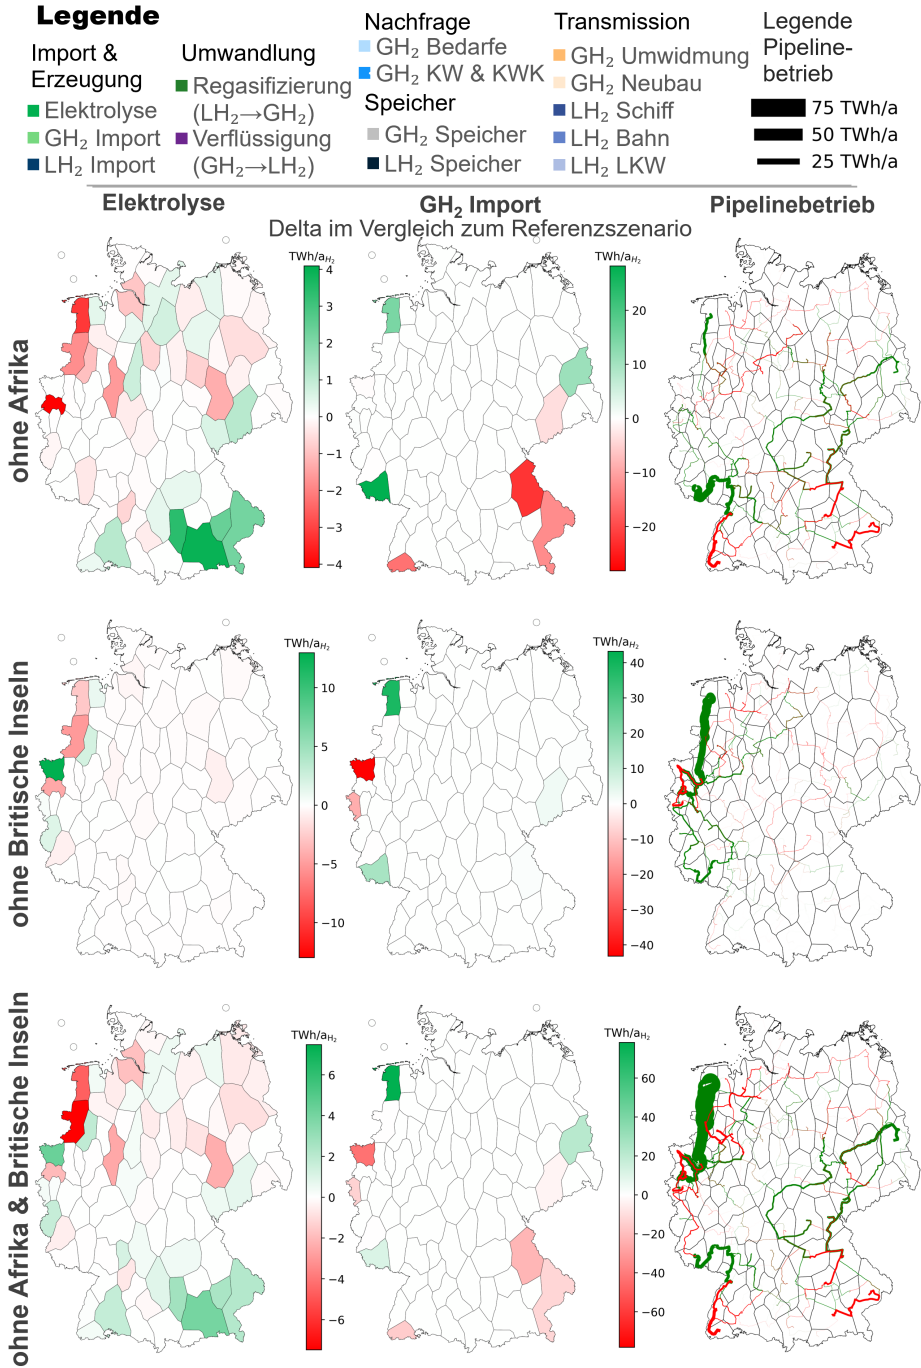 Legende
Import &
Erzeugung
Elektrolyse
GH₂ Import
LH₂ Import
Umwandlung
Regasifizierung
(LH₂→GH₂)
Verflüssigung
(GH₂→LH₂)
Nachfrage
GH₂ Bedarfe
GH₂ KW & KWK
Speicher
GH₂ Speicher
LH₂ Speicher
Transmission
GH₂ Umwidmung
GH₂ Neubau
LH₂ Schiff
LH₂ Bahn
LH₂ LKW
Legende
Pipeline-
betrieb
75 TWh/a
50 TWh/a
25 TWh/a
Elektrolyse
GH₂ Import
Pipelinebetrieb
Delta im Vergleich zum Referenzszenario
ohne Afrika
TWh/a_H₂
4
3
2
1
0
−1
−2
−3
−4
TWh/a_H₂
20
10
0
−10
−20
ohne Britische Inseln
TWh/a_H₂
10
5
0
−5
−10
TWh/a_H₂
40
30
20
10
0
−10
−20
−30
−40
ohne Afrika & Britische Inseln
TWh/a_H₂
6
4
2
0
−2
−4
−6
TWh/a_H₂
60
40
20
0
−20
−40
−60